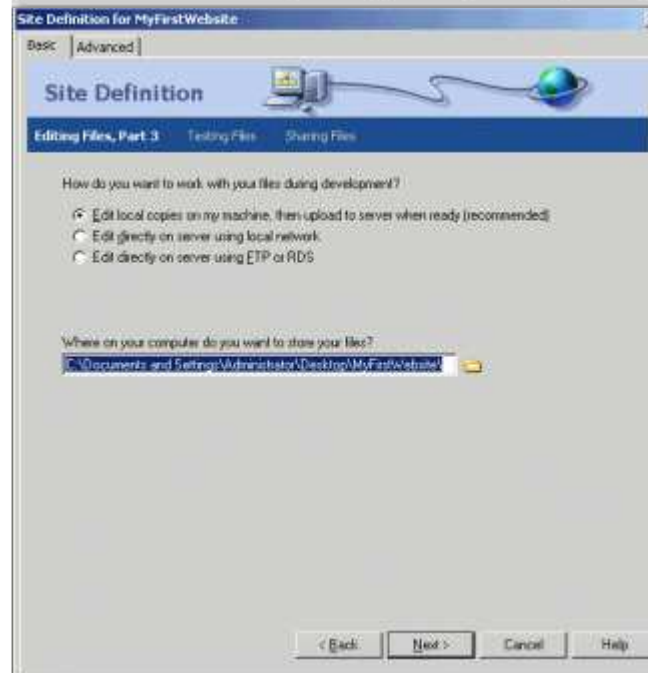 Site Definition for MyFirstWebsite
Basic Advanced
Site Definition
Editing Files, Part 3 Testing Files Sharing Files
How do you want to work with your files during development?
Edit local copies on my machine, then upload to server when ready (recommended)
Edit directly on server using local network
Edit directly on server using FTP or RDS
Where on your computer do you want to store your files?
C:\Documents and Settings\Administrator\Desktop\MyFirstWebsite\
< Back Next > Cancel Help